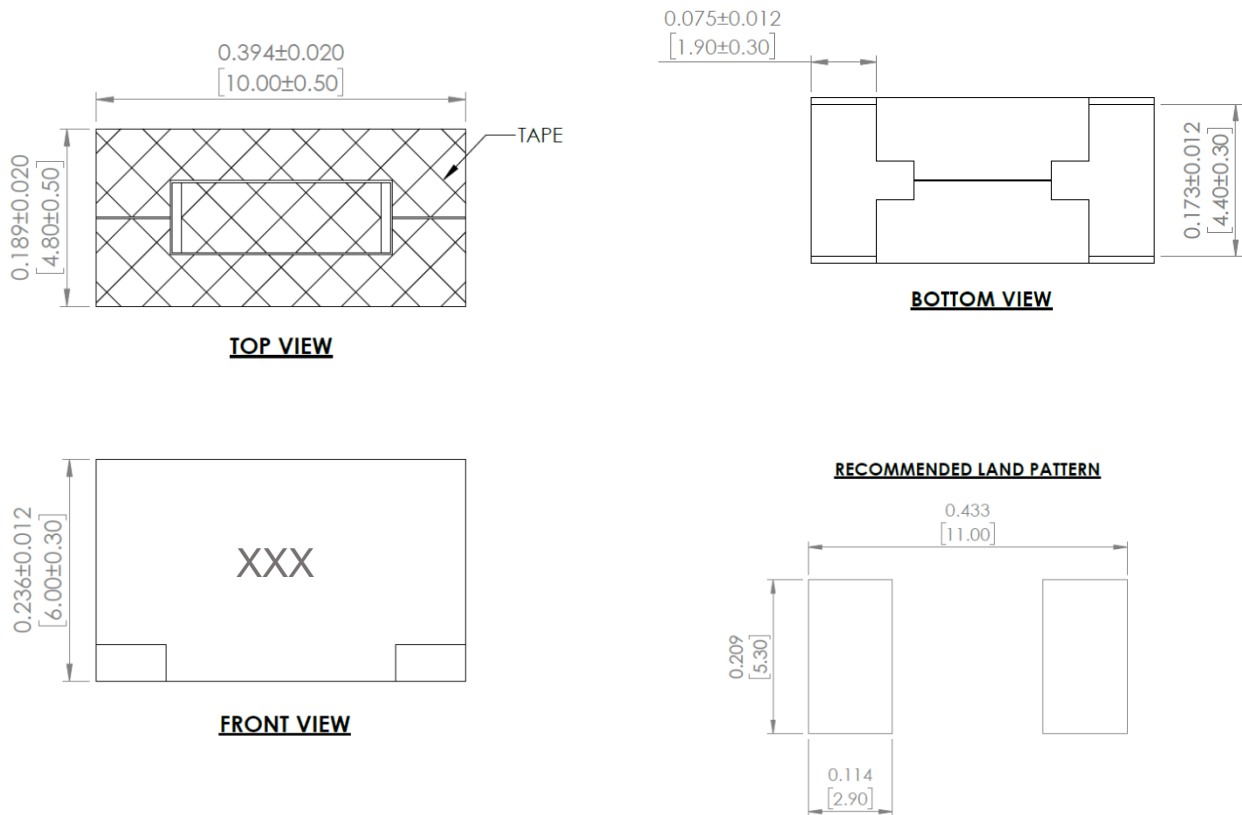 0.394±0.020
[10.00±0.50]
0.189±0.020
[4.80±0.50]
TAPE
TOP VIEW
0.075±0.012
[1.90±0.30]
0.173±0.012
[4.40±0.30]
BOTTOM VIEW
0.236±0.012
[6.00±0.30]
XXX
FRONT VIEW
RECOMMENDED LAND PATTERN
0.433
[11.00]
0.209
[5.30]
0.114
[2.90]